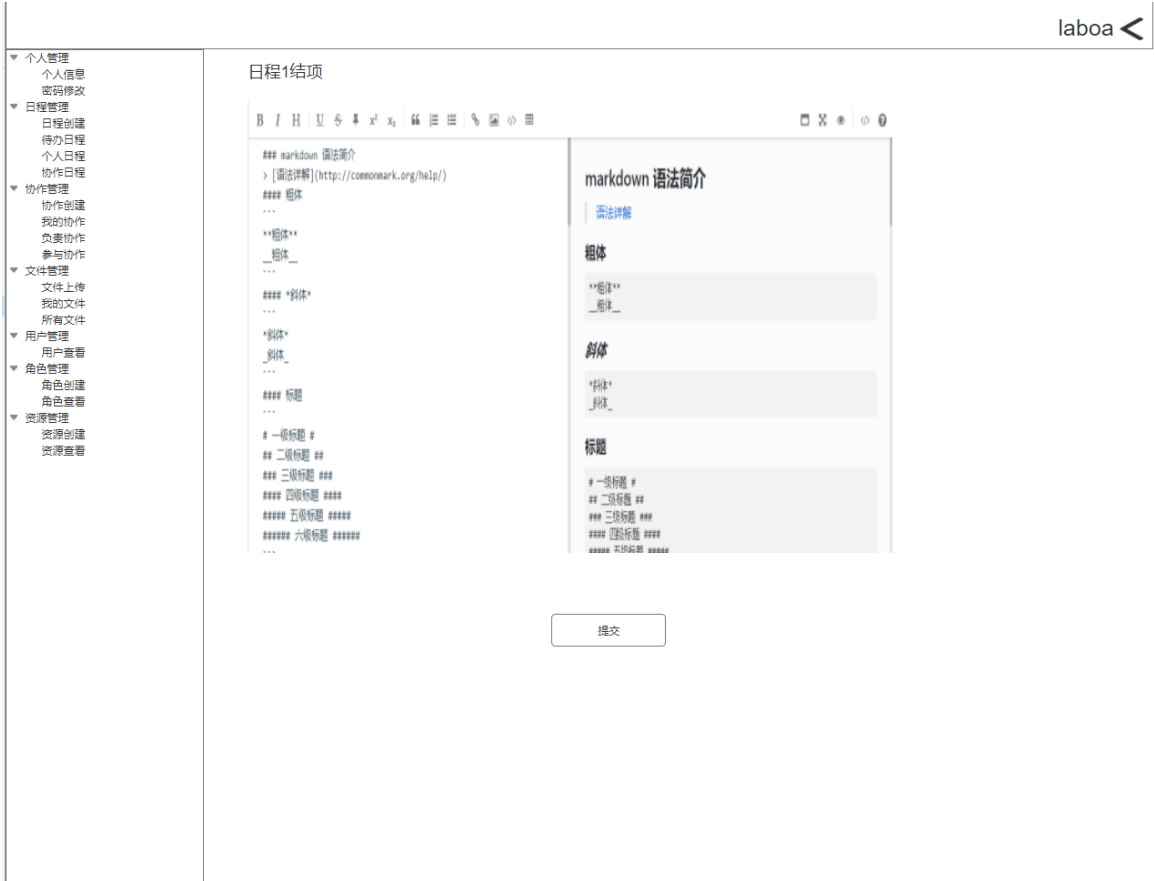 laboa
个人管理
个人信息
密码修改
日程管理
日程创建
待办日程
个人日程
协作日程
协作管理
协作创建
我的协作
负责协作
参与协作
文件管理
文件上传
我的文件
所有文件
用户管理
用户查看
角色管理
角色创建
角色查看
资源管理
资源创建
资源查看
日程1结项
B I H U S x² x₂
### markdown 语法简介
> [语法详解](http://commonmark.org/help/)
#### 粗体
```
**粗体**
__粗体__
```
#### *斜体*
```
*斜体*
_斜体_
```
#### 标题
```
# 一级标题 #
## 二级标题 ##
### 三级标题 ###
#### 四级标题 ####
##### 五级标题 #####
###### 六级标题 ######
```
markdown 语法简介
语法详解
粗体
**粗体**
__粗体__
斜体
*斜体*
_斜体_
标题
# 一级标题 #
## 二级标题 ##
### 三级标题 ###
#### 四级标题 ####
##### 五级标题 #####
提交